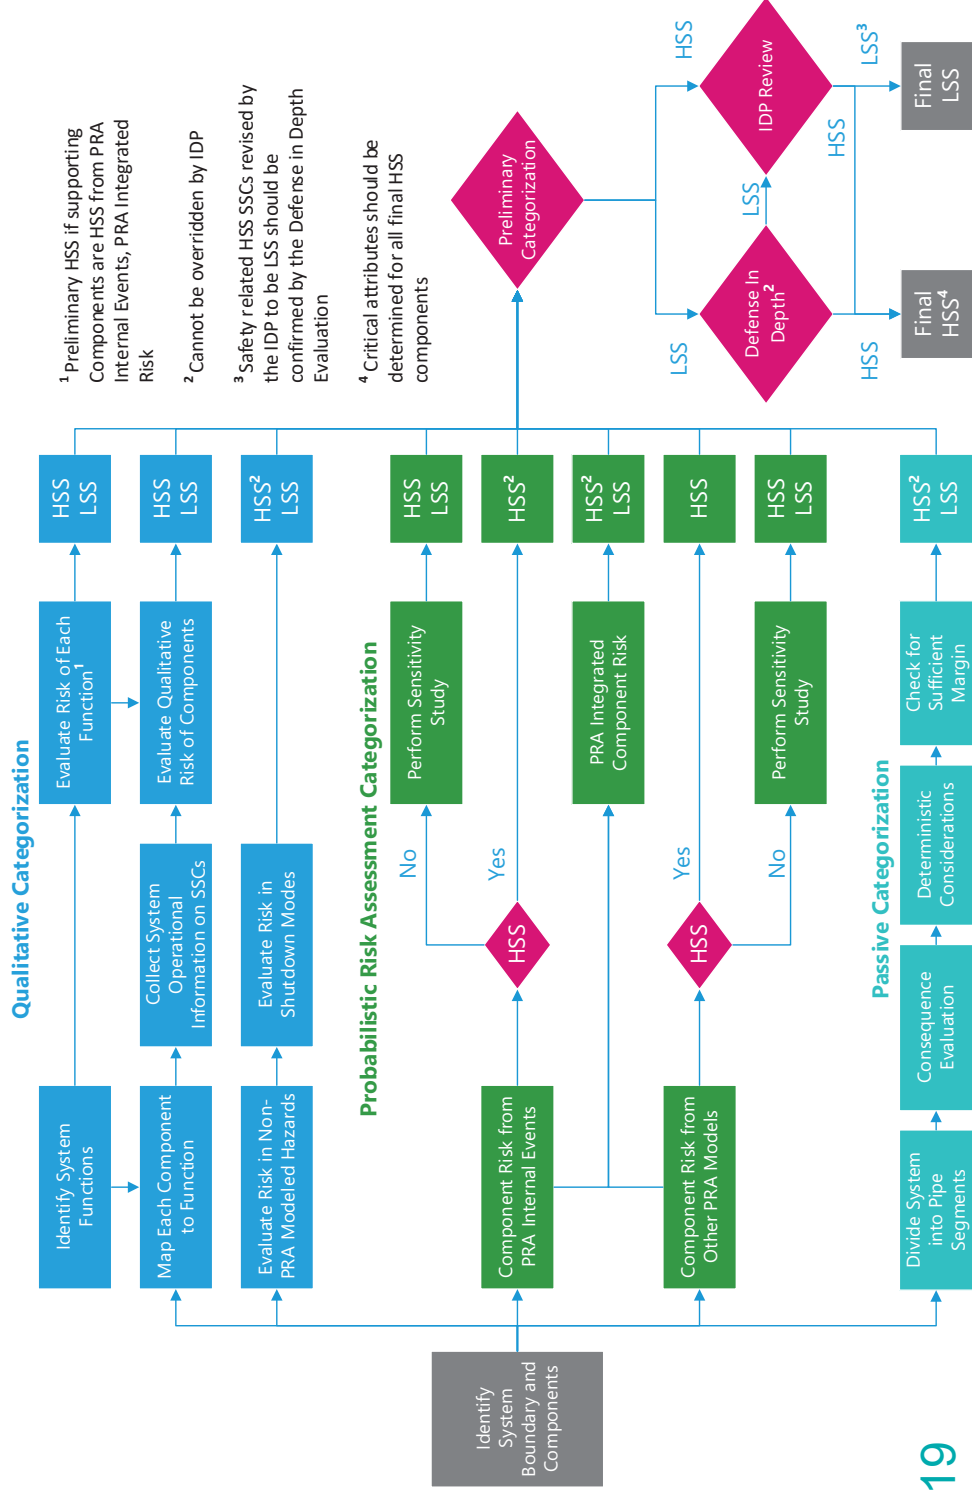 Qualitative Categorization
Identify System
Functions
Evaluate Risk of Each
Function¹
HSS
LSS
Map Each Component
to Function
Collect System
Operational
Information on SSCs
Evaluate Qualitative
Risk of Components
HSS
LSS
Evaluate Risk in Non-
PRA Modeled Hazards
Evaluate Risk in
Shutdown Modes
HSS²
LSS
Identify
System
Boundary and
Components
Probabilistic Risk Assessment Categorization
Component Risk from
PRA Internal Events
HSS
No
Perform Sensitivity
Study
HSS
LSS
Yes
HSS²
PRA Integrated
Component Risk
HSS²
LSS
Component Risk from
Other PRA Models
HSS
Yes
HSS
No
Perform Sensitivity
Study
HSS
LSS
Passive Categorization
Divide System
into Pipe
Segments
Consequence
Evaluation
Deterministic
Considerations
Check for
Sufficient
Margin
HSS²
LSS
¹ Preliminary HSS if supporting
Components are HSS from PRA
Internal Events, PRA Integrated
Risk
² Cannot be overridden by IDP
³ Safety related HSS SSCs revised by
the IDP to be LSS should be
confirmed by the Defense in Depth
Evaluation
⁴ Critical attributes should be
determined for all final HSS
components
Preliminary
Categorization
LSS
HSS
Defense In
Depth²
LSS
IDP Review
HSS
HSS
LSS³
Final
HSS⁴
Final
LSS
19